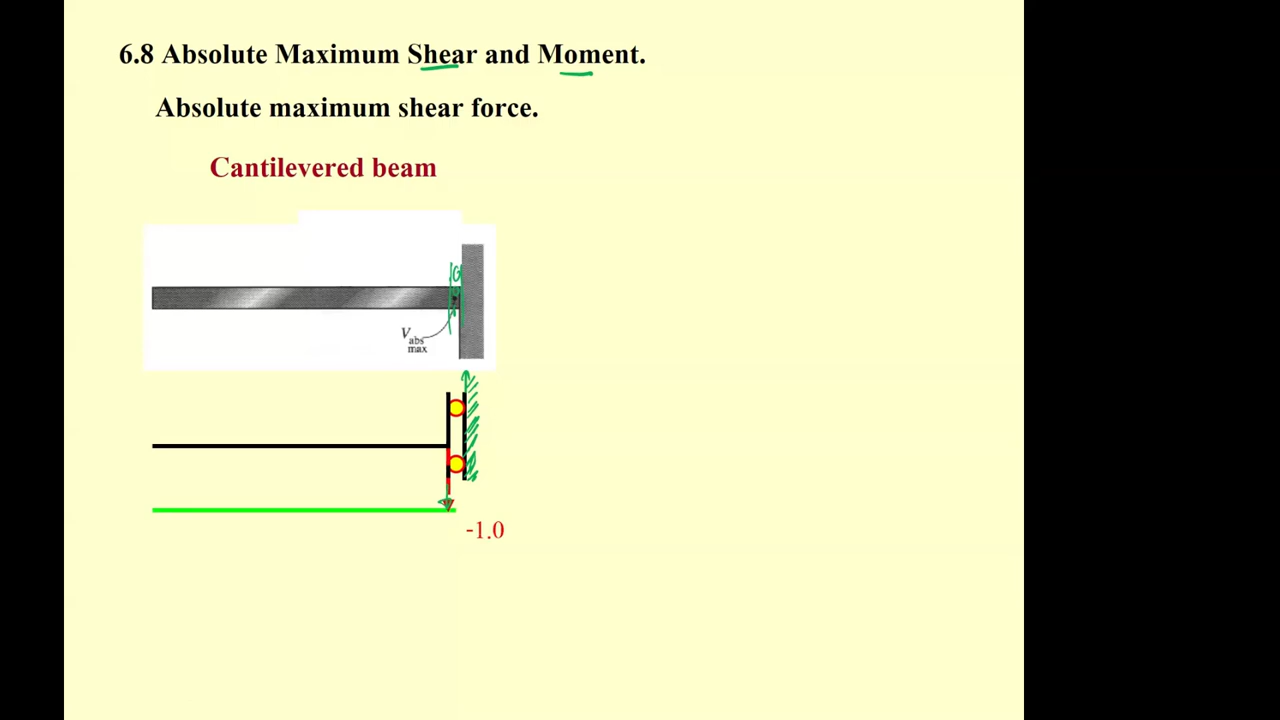 6.8 Absolute Maximum Shear and Moment.
Absolute maximum shear force.
Cantilevered beam
V abs max
-1.0